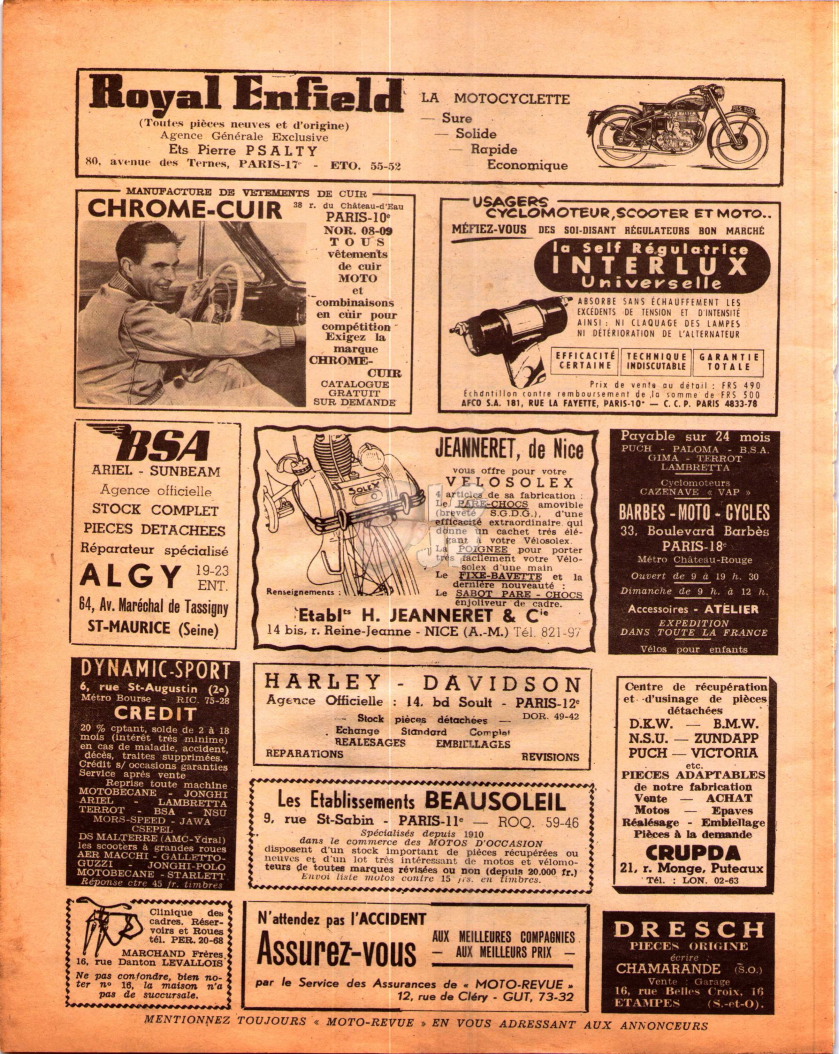 Royal Enfield
(Toutes pièces neuves et d'origine)
Agence Générale Exclusive
Ets Pierre PSALTY
80, avenue des Ternes, PARIS-17e - ETO. 55-52
LA MOTOCYCLETTE
— Sure
— Solide
— Rapide
Economique
MANUFACTURE DE VETEMENTS DE CUIR
CHROME-CUIR
38 r. du Château-d'Eau
PARIS-10e
NOR. 08-09
TOUS
vêtements
de cuir
MOTO
et
combinaisons
en cuir pour
compétition
Exigez la
marque
CHROME-
CUIR
CATALOGUE
GRATUIT
SUR DEMANDE
USAGERS
CYCLOMOTEUR, SCOOTER ET MOTO..
MÉFIEZ-VOUS DES SOI-DISANT RÉGULATEURS BON MARCHÉ
la Self Régulatrice
INTERLUX
Universelle
ABSORBE SANS ÉCHAUFFEMENT LES
EXCÉDENTS DE TENSION ET D'INTENSITÉ
AINSI : NI CLAQUAGE DES LAMPES
NI DÉTÉRIORATION DE L'ALTERNATEUR
EFFICACITÉ CERTAINE
TECHNIQUE INDISCUTABLE
GARANTIE TOTALE
Prix de vente au détail : FRS 490
Echantillon contre remboursement de la somme de FRS 500
AFCO S.A. 181, RUE LA FAYETTE, PARIS-10e — C.C.P. PARIS 4833-78
BSA
ARIEL - SUNBEAM
Agence officielle
STOCK COMPLET
PIECES DETACHEES
Réparateur spécialisé
ALGY 19-23
ENT.
64, Av. Maréchal de Tassigny
ST-MAURICE (Seine)
SOLEX
Renseignements :
JEANNERET, de Nice
vous offre pour votre
VELOSOLEX
4 articles de sa fabrication :
Le PARE-CHOCS amovible
(breveté S.G.D.G.), d'une
efficacité extraordinaire qui
donne un cachet très élé-
gant à votre Vélosolex.
La POIGNEE pour porter
très facilement votre Vélo-
solex d'une main
Le FIXE-BAVETTE et la
dernière nouveauté :
Le SABOT PARE-CHOCS
enjoliveur de cadre.
Etablts H. JEANNERET & Cie
14 bis, r. Reine-Jeanne - NICE (A.-M.) Tél. 821-97
Payable sur 24 mois
PUCH - PALOMA - B.S.A.
GIMA - TERROT
LAMBRETTA
Cyclomoteurs
CAZENAVE « VAP »
BARBES - MOTO - CYCLES
33, Boulevard Barbès
PARIS-18e
Métro Château-Rouge
Ouvert de 9 à 19 h. 30
Dimanche de 9 h. à 12 h.
Accessoires - ATELIER
EXPEDITION
DANS TOUTE LA FRANCE
Vélos pour enfants
DYNAMIC-SPORT
6, rue St-Augustin (2e)
Métro Bourse - RIC. 75-28
CREDIT
20 % cptant, solde de 2 à 18
mois (intérêt très minime)
en cas de maladie, accident,
décés, traites supprimées.
Crédit s/ occasions garanties
Service après vente
Reprise toute machine
MOTOBECANE - JONGHI
ARIEL - LAMBRETTA
TERROT - BSA - NSU
MORS-SPEED - JAWA
CSEPEL
DS MALTERRE (AMC-Ydral)
les scooters à grandes roues
AER MACCHI - GALLETTO-
GUZZI - JONGHI-POLO
MOTOBECANE - STARLETT
Réponse ctre 45 fr. timbres
HARLEY - DAVIDSON
Agence Officielle : 14. bd Soult - PARIS-12e
— Stock pièces détachées — DOR. 49-42
Echange Standard Complet
REALESAGES EMBIELLAGES
REPARATIONS REVISIONS
Les Etablissements BEAUSOLEIL
9, rue St-Sabin - PARIS-11e — ROQ. 59-46
Spécialisés depuis 1910
dans le commerce des MOTOS D'OCCASION
disposent d'un stock important de pièces récupérées ou
neuves et d'un lot très intéressant de motos et vélomo-
teurs de toutes marques révisées ou non (depuis 20.000 fr.)
Envoi liste motos contre 15 frs. en timbres.
Centre de récupération
et d'usinage de pièces
détachées
D.K.W. — B.M.W.
N.S.U. — ZUNDAPP
PUCH — VICTORIA
etc.
PIECES ADAPTABLES
de notre fabrication
Vente — ACHAT
Motos — Epaves
Réalésage - Embiellage
Pièces à la demande
CRUPDA
21, r. Monge, Puteaux
Tél. : LON. 02-63
Clinique des
cadres, Réser-
voirs et Roues
tél. PER. 20-68
MARCHAND Frères
16, rue Danton LEVALLOIS
Ne pas confondre, bien no-
ter n° 16, la maison n'a
pas de succursale.
N'attendez pas l'ACCIDENT
Assurez-vous
AUX MEILLEURES COMPAGNIES
— AUX MEILLEURS PRIX —
par le Service des Assurances de « MOTO-REVUE »
12, rue de Cléry - GUT, 73-32
DRESCH
PIECES ORIGINE
écrire :
CHAMARANDE (S.O.)
Vente : Garage
16, rue Belles Croix, 16
ETAMPES (S.-et-O).
MENTIONNEZ TOUJOURS « MOTO-REVUE » EN VOUS ADRESSANT AUX ANNONCEURS